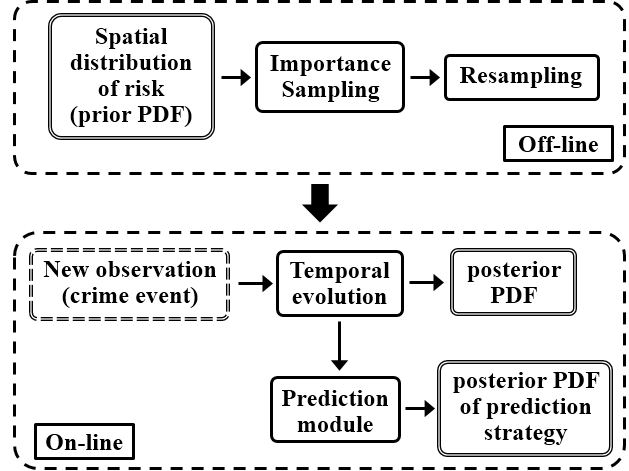 Spatial
distribution
of risk
(prior PDF)
Importance
Sampling
Resampling
Off-line
New observation
(crime event)
Temporal
evolution
posterior
PDF
Prediction
module
posterior PDF
of prediction
strategy
On-line